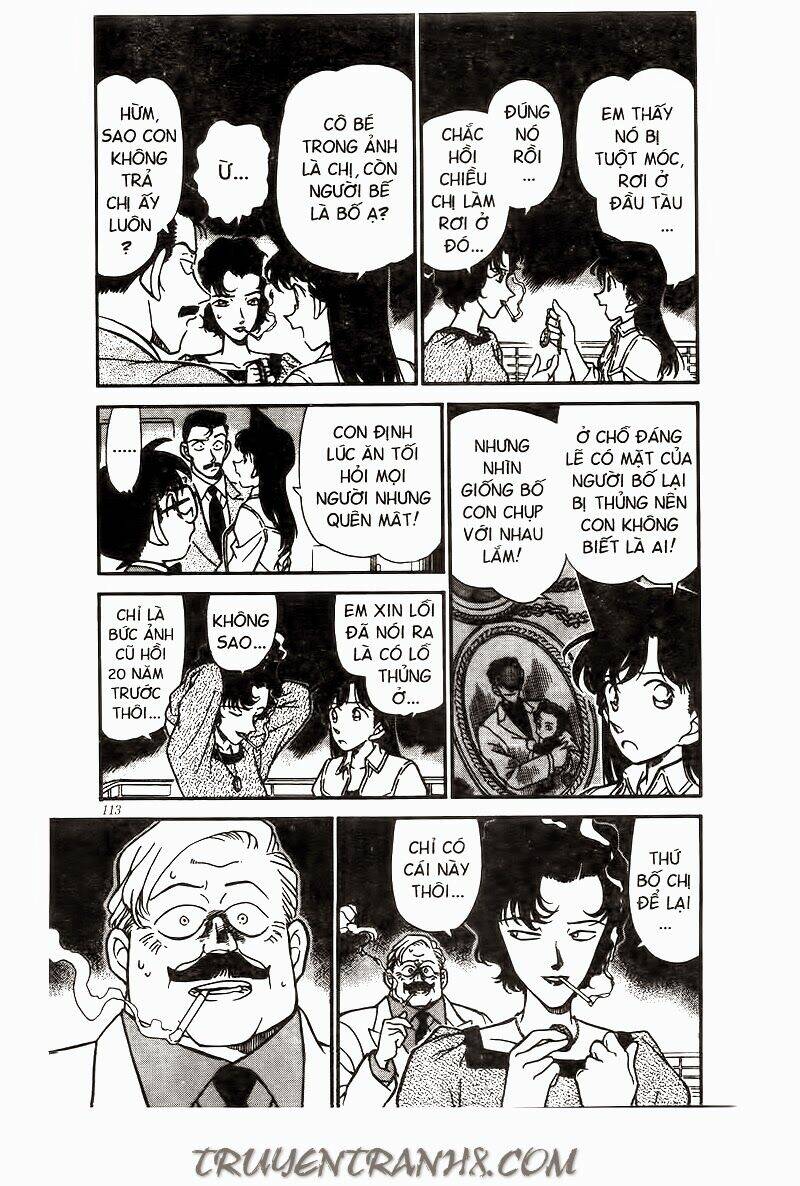 EM THẤY
NÓ BỊ
TUỘT MÓC,
RƠI Ở
ĐẦU TÀU
...
ĐÚNG
NÓ
RỒI
...
CHẮC
HỒI
CHIỀU
CHỊ LÀM
RƠI Ở
ĐÓ...
CÔ BÉ
TRONG ẢNH
LÀ CHỊ, CÒN
NGƯỜI BẾ
LÀ BỐ Ạ?
Ừ...
HỪM,
SAO CON
KHÔNG
TRẢ
CHỊ ẤY
LUÔN
?
Ở CHỖ ĐÁNG
LẼ CÓ MẶT CỦA
NGƯỜI BỐ LẠI
BỊ THỦNG NÊN
CON KHÔNG
BIẾT LÀ AI!
NHƯNG
NHÌN
GIỐNG BỐ
CON CHỤP
VỚI NHAU
LẮM!
CON ĐỊNH
LÚC ĂN TỐI
HỎI MỌI
NGƯỜI NHƯNG
QUÊN MẤT!
......
EM XIN LỖI
ĐÃ NÓI RA
LÀ CÓ LỖ
THỦNG
Ở...
KHÔNG
SAO...
CHỈ LÀ
BỨC ẢNH
CŨ HỒI
20 NĂM
TRƯỚC
THÔI...
113
THỨ
BỐ CHỊ
ĐỂ LẠI
...
CHỈ CÓ
CÁI NÀY
THÔI...
TRUYENTRANH8.COM